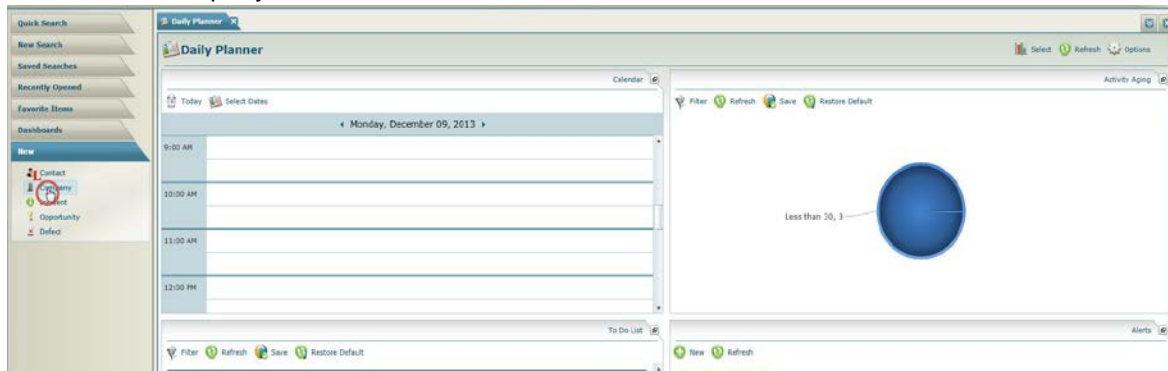 Quick Search
New Search
Saved Searches
Recently Opened
Favorite Items
Dashboards
New
Contact
Company
Opportunity
Defect
Daily Planner
Daily Planner
Select Refresh Options
Calendar
Today Select Dates
Monday, December 09, 2013
9:00 AM
10:00 AM
11:00 AM
12:00 PM
Activity Aging
Filter Refresh Save Restore Default
Less than 30, 3
To Do List
Filter Refresh Save Restore Default
Alerts
New Refresh